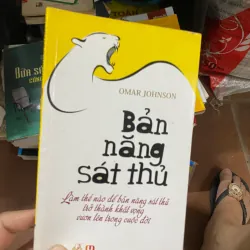 OMAR JOHNSON
Bản
năng
sát thủ
Làm thế nào để bản năng sát thủ
trở thành khát vọng
vươn lên trong cuộc đời